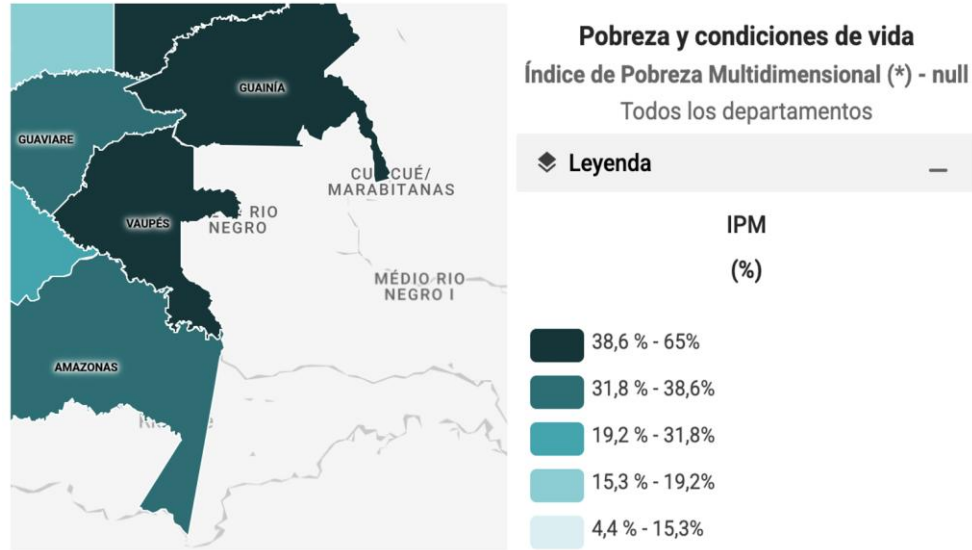 GUAINÍA
GUAVIARE
CUCUÉ/
MARABITANAS
VAUPÉS
RIO
NEGRO
MÉDIO RIO
NEGRO I
AMAZONAS
Pobreza y condiciones de vida
Índice de Pobreza Multidimensional (*) - null
Todos los departamentos
Leyenda
IPM
(%)
38,6 % - 65%
31,8 % - 38,6%
19,2 % - 31,8%
15,3 % - 19,2%
4,4 % - 15,3%